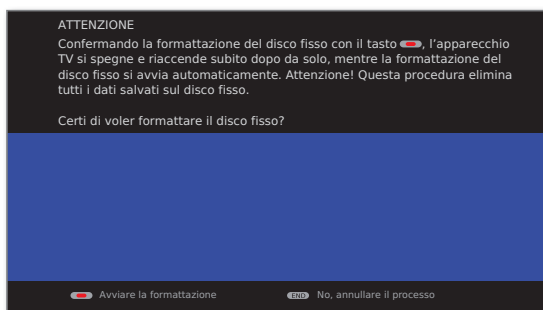 ATTENZIONE
Confermando la formattazione del disco fisso con il tasto , l'apparecchio
TV si spegne e riaccende subito dopo da solo, mentre la formattazione del
disco fisso si avvia automaticamente. Attenzione! Questa procedura elimina
tutti i dati salvati sul disco fisso.
Certi di voler formattare il disco fisso?
Avviare la formattazione END No, annullare il processo